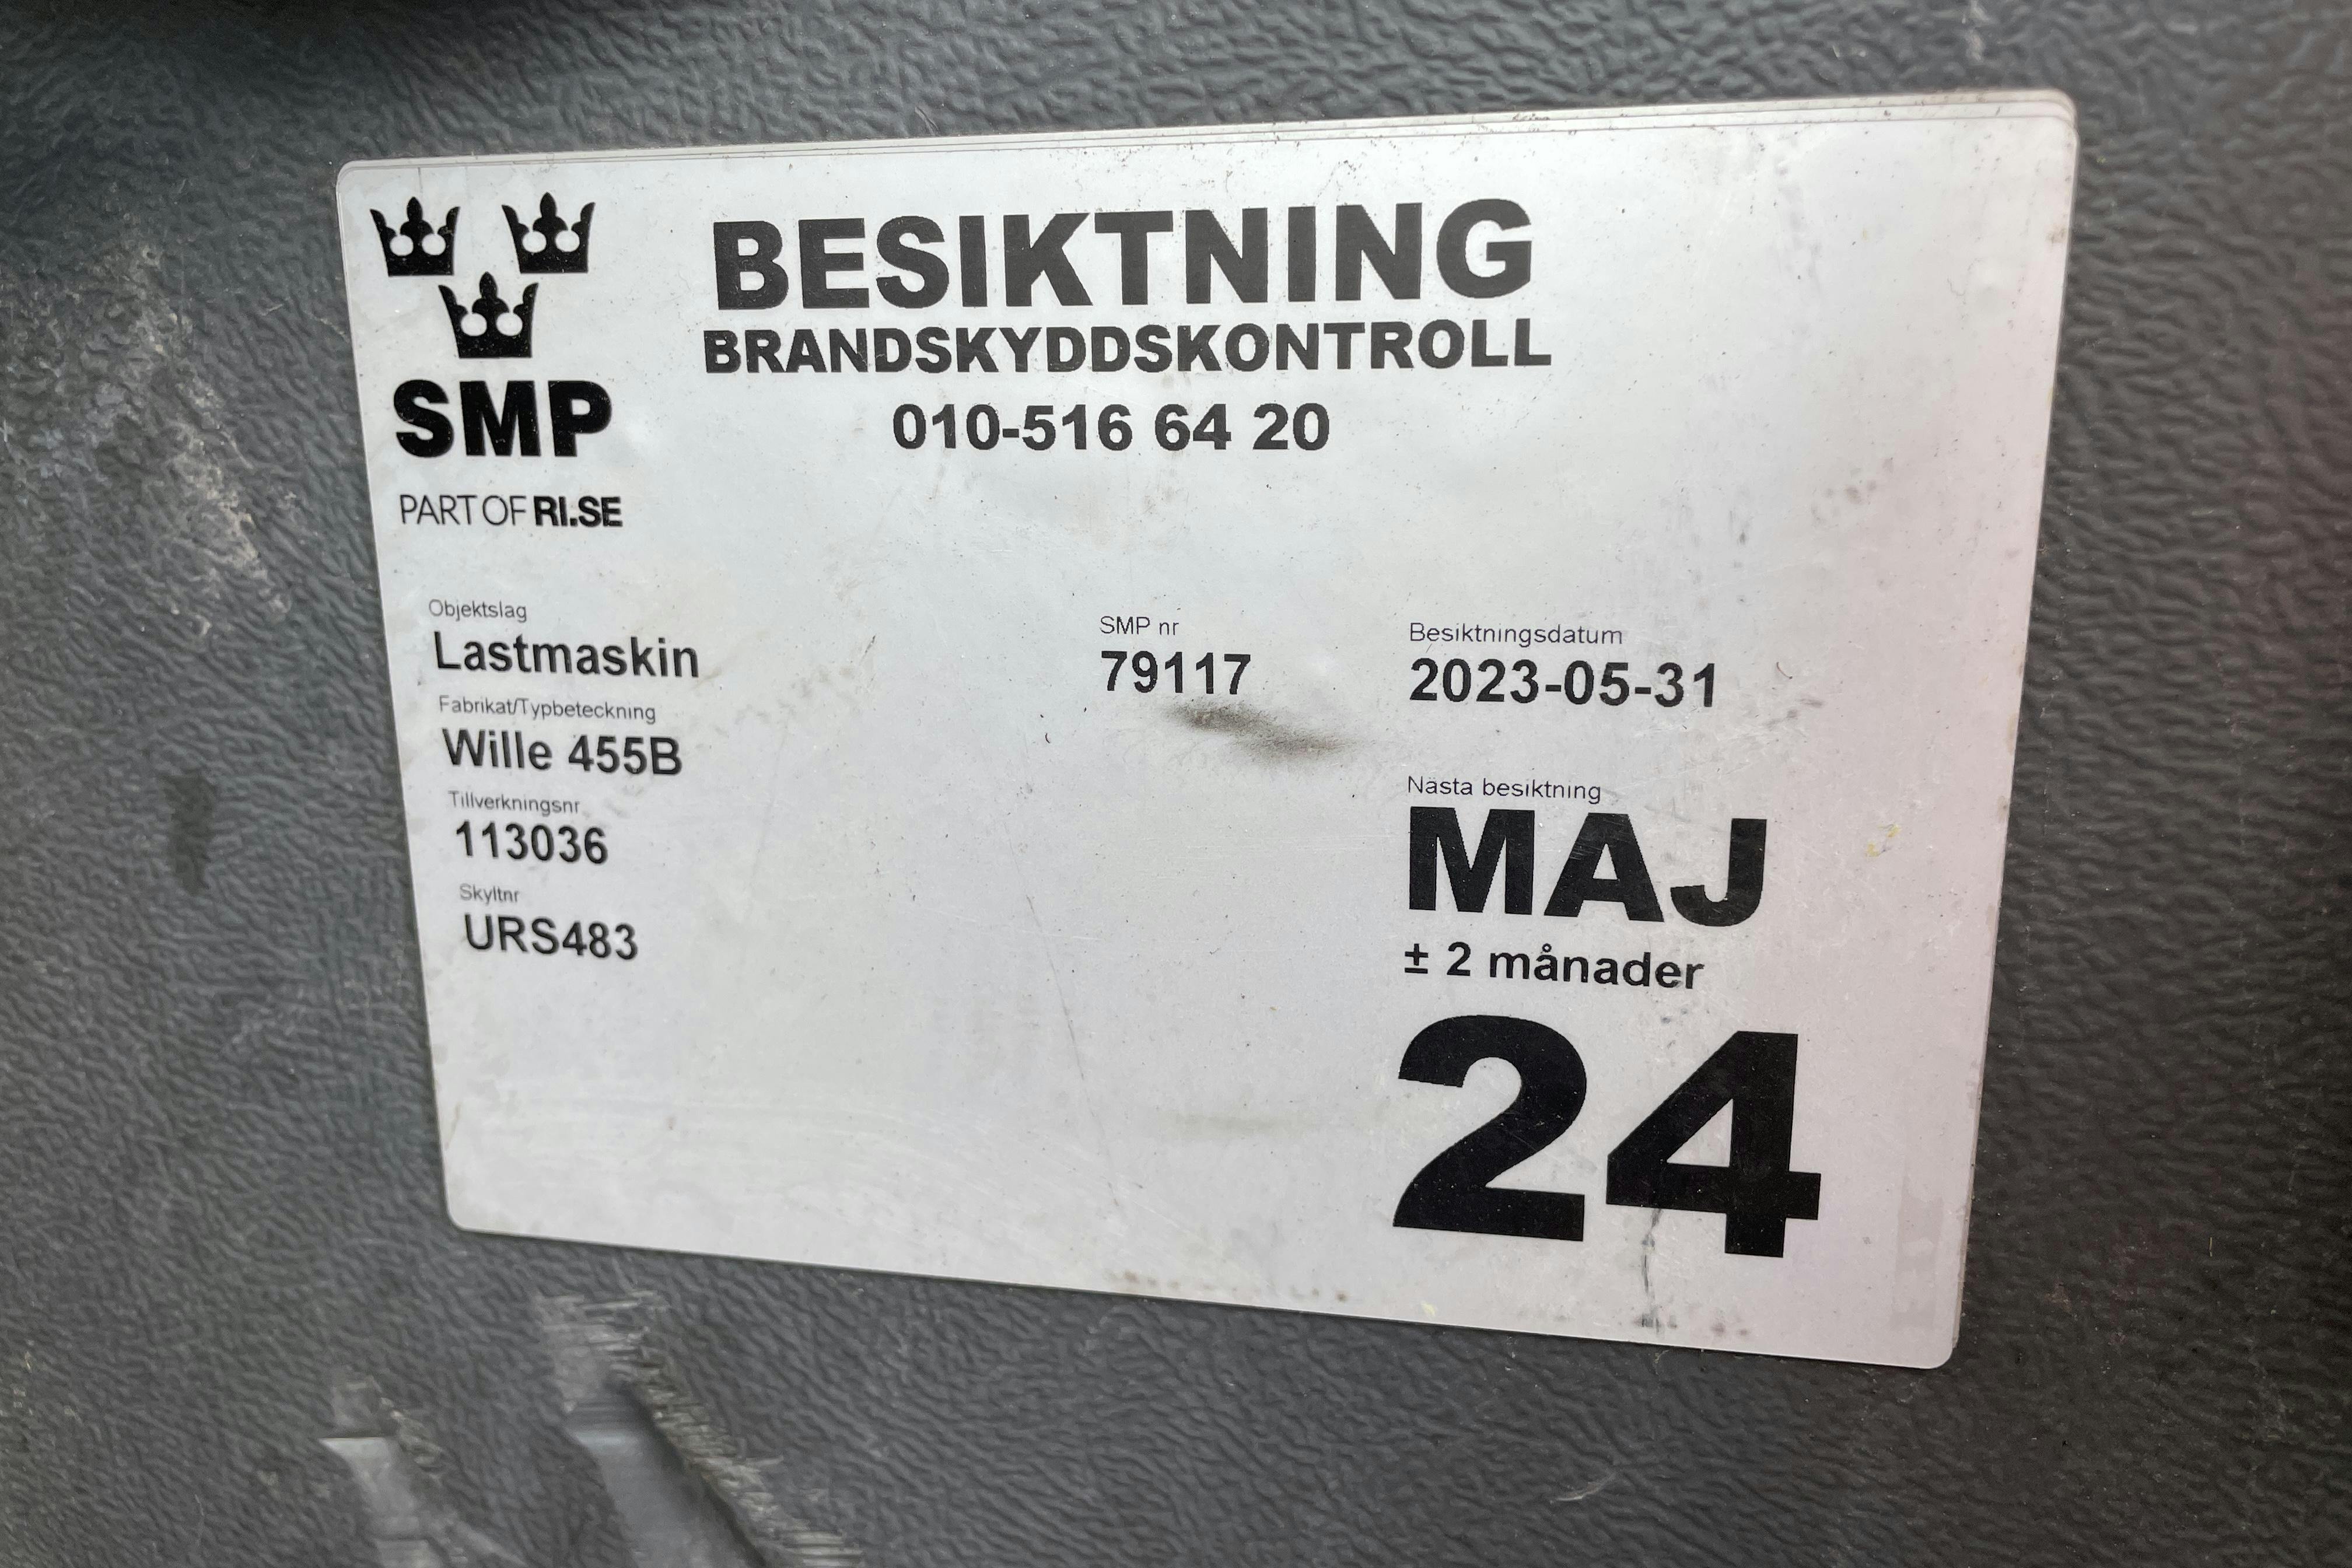 BESIKTNING
BRANDSKYDDSKONTROLL
010-516 64 20
SMP
PART OF RI.SE
Objektslag
Lastmaskin
Fabrikat/Typbeteckning
Wille 455B
Tillverkningsnr
113036
Skyltnr
URS483
SMP nr
79117
Besiktningsdatum
2023-05-31
Nästa besiktning
MAJ
± 2 månader
24